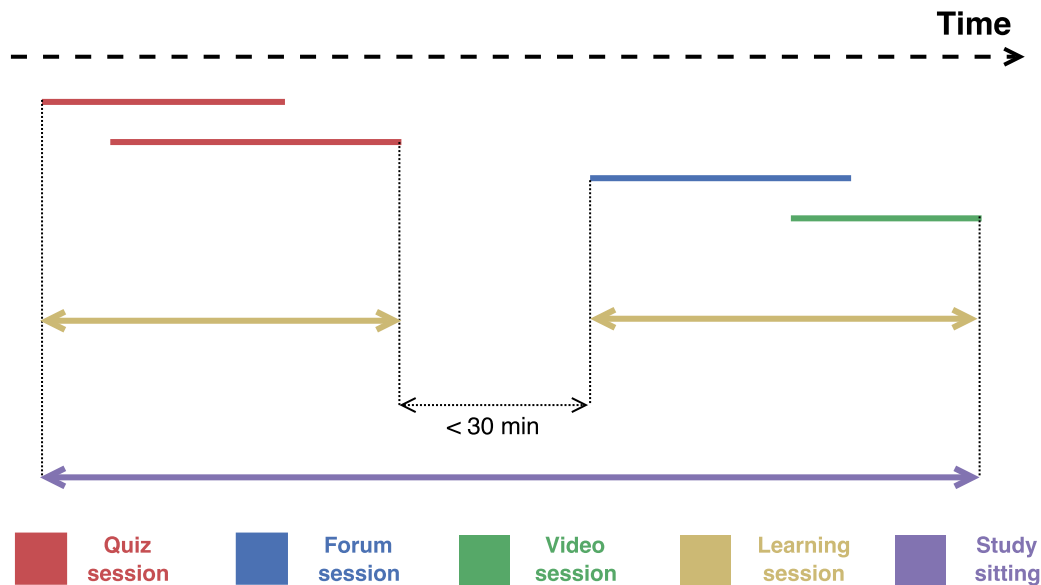 Time
< 30 min
Quiz
session
Forum
session
Video
session
Learning
session
Study
sitting